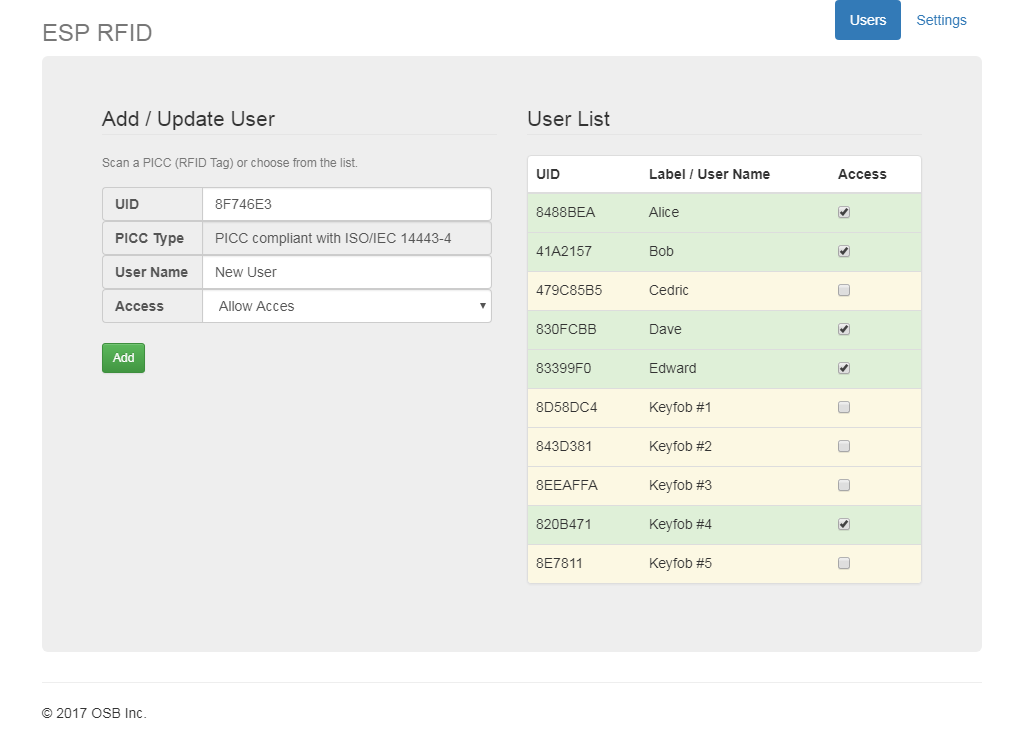 ESP RFID
Users Settings
Add / Update User
Scan a PICC (RFID Tag) or choose from the list.
UID 8F746E3
PICC Type PICC compliant with ISO/IEC 14443-4
User Name New User
Access Allow Acces
Add
User List
UID Label / User Name Access
8488BEA Alice
41A2157 Bob
479C85B5 Cedric
830FCBB Dave
83399F0 Edward
8D58DC4 Keyfob #1
843D381 Keyfob #2
8EEAFFA Keyfob #3
820B471 Keyfob #4
8E7811 Keyfob #5
© 2017 OSB Inc.